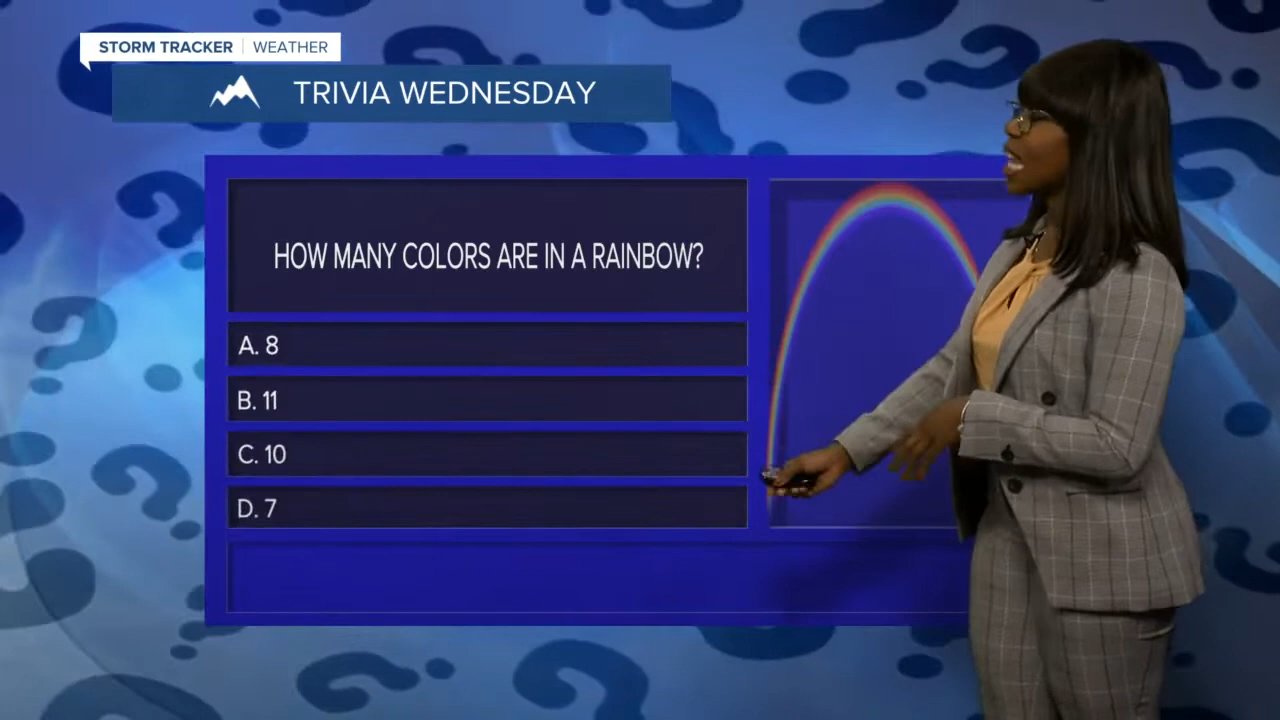 STORM TRACKER | WEATHER
TRIVIA WEDNESDAY
HOW MANY COLORS ARE IN A RAINBOW?
A. 8
B. 11
C. 10
D. 7